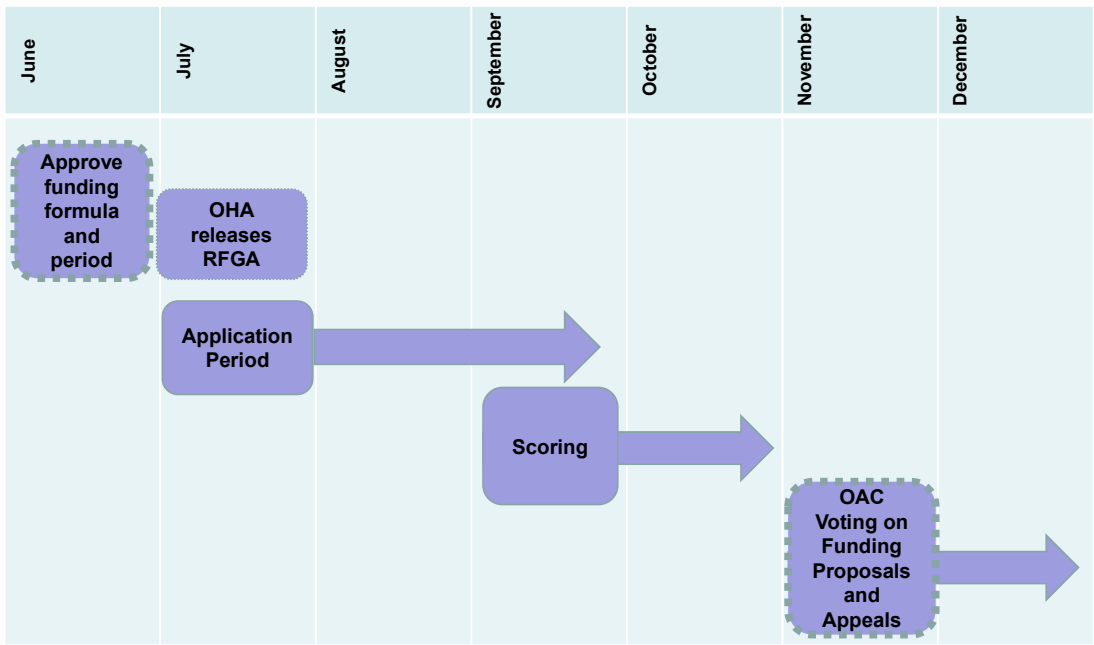 June
July
August
September
October
November
December
Approve
funding
formula
and
period
OHA
releases
RFGA
Application
Period
Scoring
OAC
Voting on
Funding
Proposals
and
Appeals